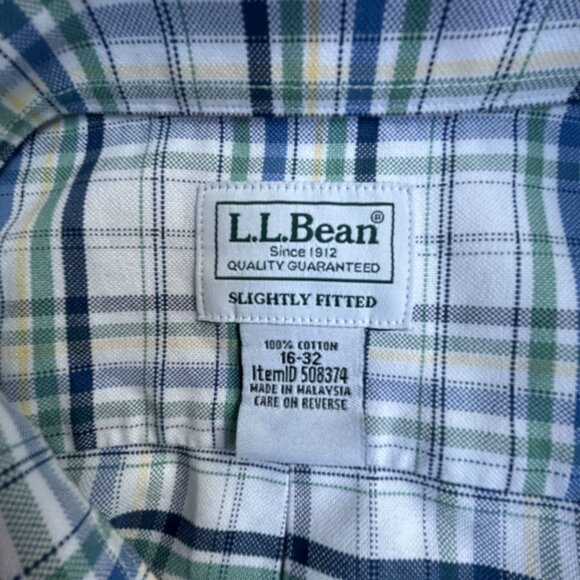 L.L.Bean®
Since 1912
QUALITY GUARANTEED
SLIGHTLY FITTED
100% COTTON
16-32
ItemID 508374
MADE IN MALAYSIA
CARE ON REVERSE